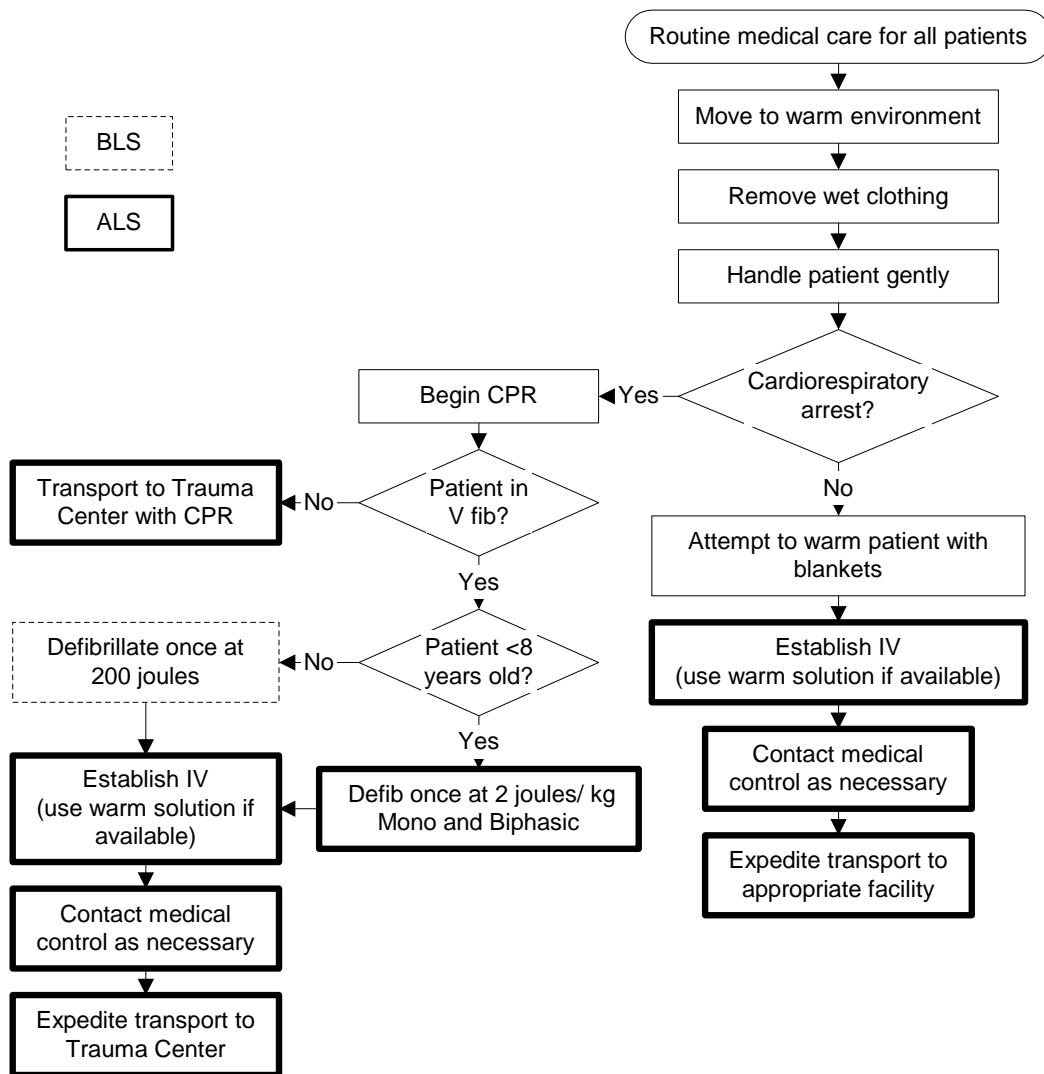 Routine medical care for all patients
Move to warm environment
BLS
Remove wet clothing
ALS
Handle patient gently
Cardiorespiratory
arrest?
Yes
Begin CPR
No
Patient in
V fib?
No
Transport to Trauma
Center with CPR
Yes
Attempt to warm patient with
blankets
Patient <8
years old?
No
Defibrillate once at
200 joules
Establish IV
(use warm solution if available)
Yes
Defib once at 2 joules/ kg
Mono and Biphasic
Establish IV
(use warm solution if
available)
Contact medical
control as necessary
Expedite transport to
appropriate facility
Contact medical
control as necessary
Expedite transport to
Trauma Center